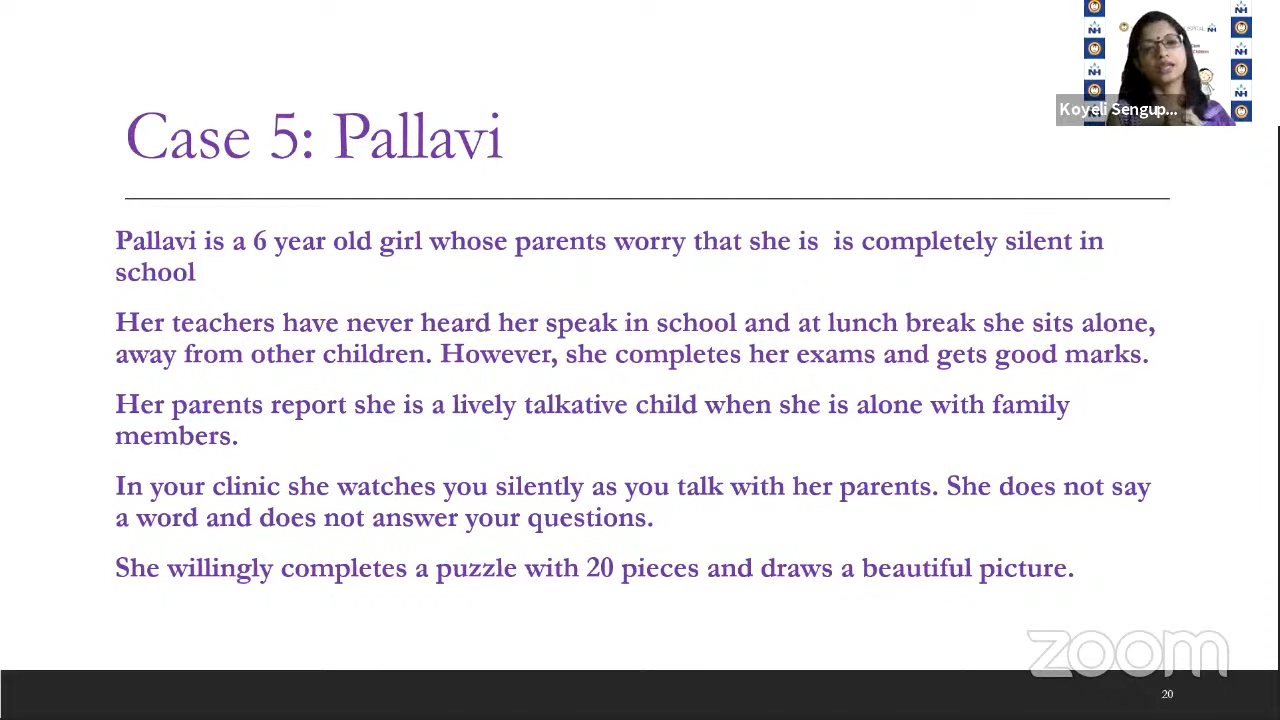 NH
HOSPITAL NH
Koyeli Sengup...
Case 5: Pallavi
Pallavi is a 6 year old girl whose parents worry that she is  is completely silent in
school
Her teachers have never heard her speak in school and at lunch break she sits alone,
away from other children. However, she completes her exams and gets good marks.
Her parents report she is a lively talkative child when she is alone with family
members.
In your clinic she watches you silently as you talk with her parents. She does not say
a word and does not answer your questions.
She willingly completes a puzzle with 20 pieces and draws a beautiful picture.
zoom
20